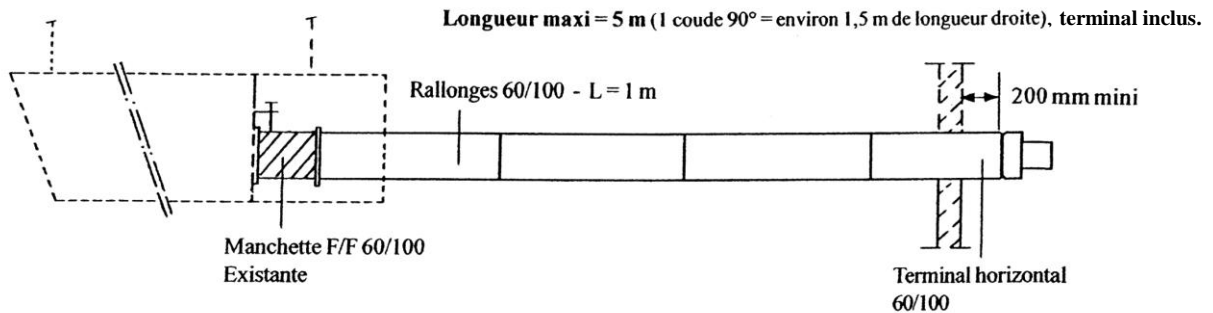 Longueur maxi = 5 m (1 coude 90° = environ 1,5 m de longueur droite), terminal inclus.
Rallonges 60/100 - L = 1 m
200 mm mini
Manchette F/F 60/100
Existante
Terminal horizontal
60/100